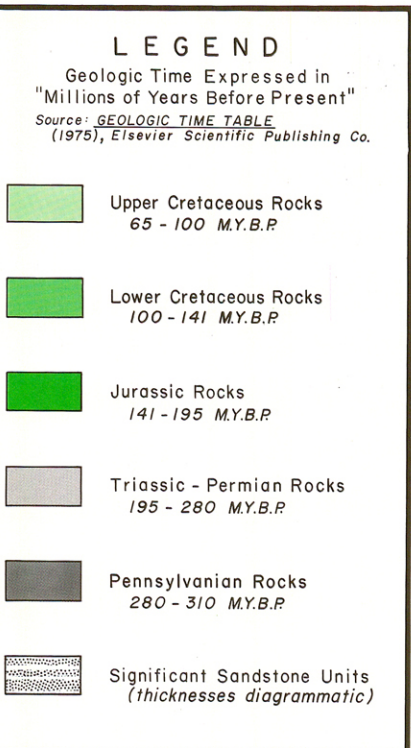 LEGEND
Geologic Time Expressed in
"Millions of Years Before Present"
Source: GEOLOGIC TIME TABLE
(1975), Elsevier Scientific Publishing Co.
Upper Cretaceous Rocks
65 - 100 M.Y.B.P.
Lower Cretaceous Rocks
100 - 141 M.Y.B.P.
Jurassic Rocks
141 - 195 M.Y.B.P.
Triassic - Permian Rocks
195 - 280 M.Y.B.P.
Pennsylvanian Rocks
280 - 310 M.Y.B.P.
Significant Sandstone Units
(thicknesses diagrammatic)